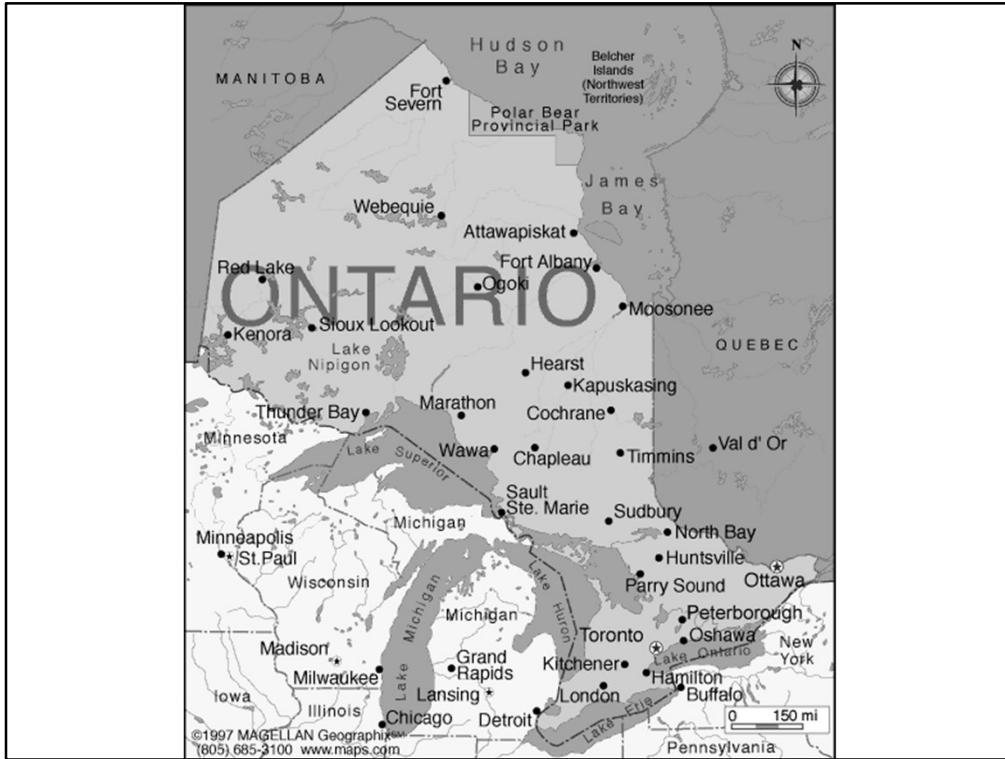 Hudson
Bay
MANITOBA
Belcher
Islands
(Northwest
Territories)
N
Fort
Severn
Polar Bear
Provincial Park
James
Bay
Webequie
Attawapiskat
Fort Albany
Red Lake
ONTARIO
Ogoki
Moosonee
Sioux Lookout
Kenora
Lake
Nipigon
QUEBEC
Hearst
Kapuskasing
Thunder Bay
Marathon
Cochrane
Minnesota
Lake Superior
Wawa
Chapleau
Timmins
Val d' Or
Sault
Ste. Marie
Sudbury
Michigan
North Bay
Minneapolis
St. Paul
Huntsville
Wisconsin
Parry Sound
Ottawa
Lake Michigan
Michigan
Lake Huron
Peterborough
Toronto
Oshawa
New
York
Madison
Lake Ontario
Milwaukee
Grand
Rapids
Kitchener
Hamilton
Iowa
Lansing
London
Buffalo
Illinois
Detroit
Lake Erie
Chicago
0 150 mi
©1997 MAGELLAN Geographix℠
(805) 685-3100 www.maps.com
Pennsylvania